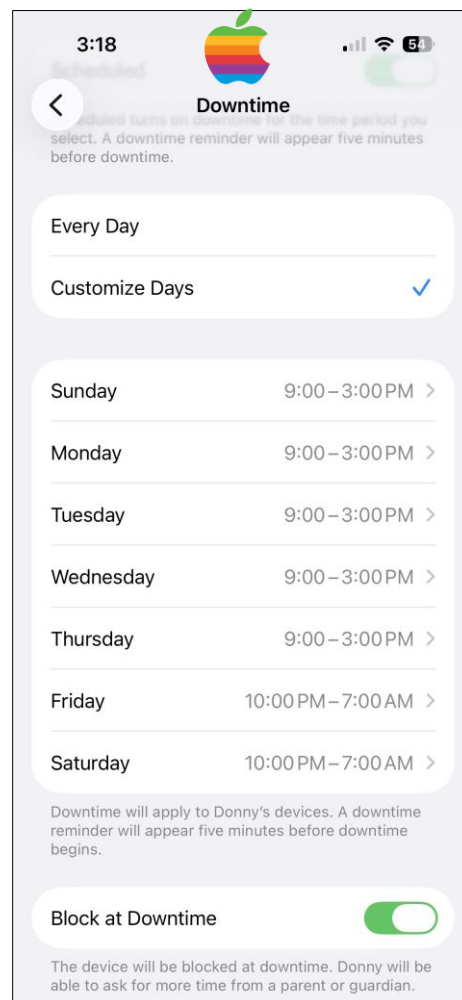 3:18
54
Scheduled
Downtime
Scheduled turns on downtime for the time period you
select. A downtime reminder will appear five minutes
before downtime.
Every Day
Customize Days
Sunday 9:00 – 3:00 PM
Monday 9:00 – 3:00 PM
Tuesday 9:00 – 3:00 PM
Wednesday 9:00 – 3:00 PM
Thursday 9:00 – 3:00 PM
Friday 10:00 PM – 7:00 AM
Saturday 10:00 PM – 7:00 AM
Downtime will apply to Donny’s devices. A downtime
reminder will appear five minutes before downtime
begins.
Block at Downtime
The device will be blocked at downtime. Donny will be
able to ask for more time from a parent or guardian.